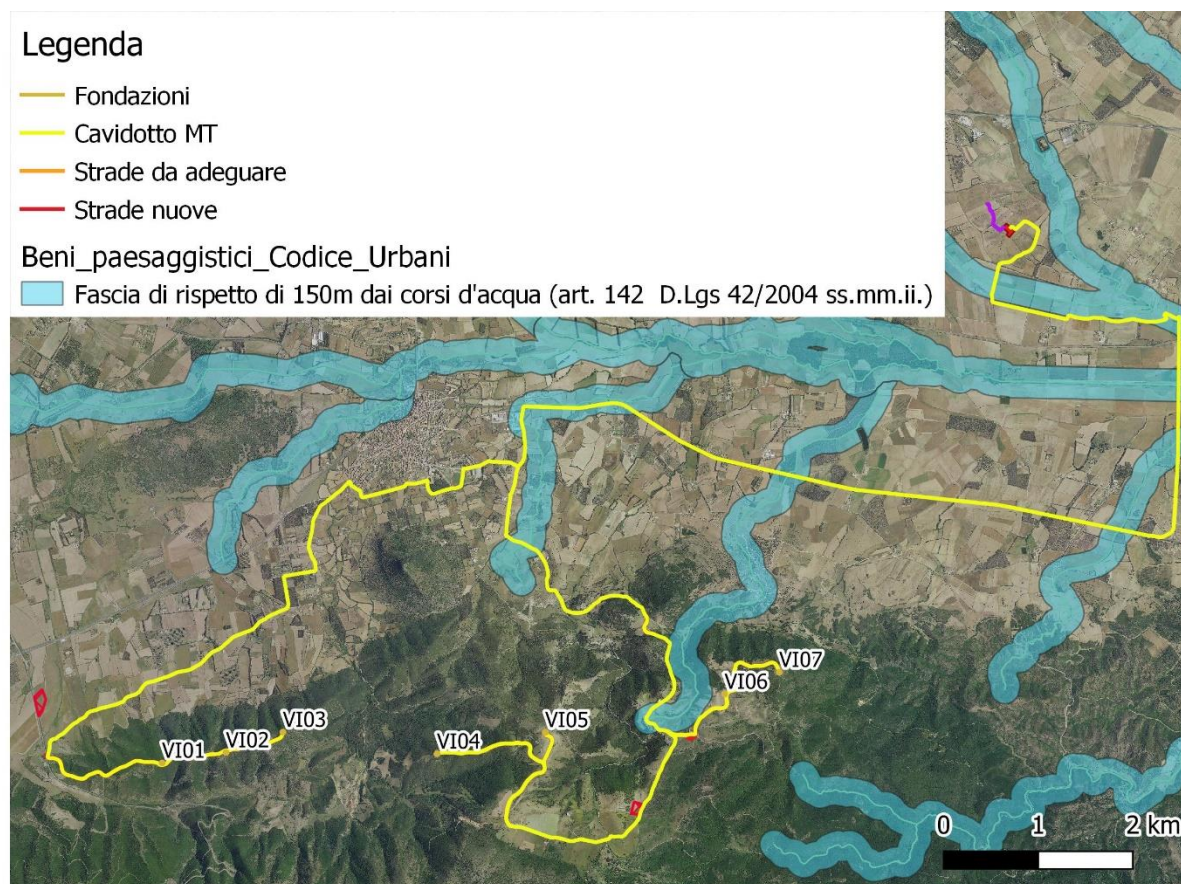 Legenda
Fondazioni
Cavidotto MT
Strade da adeguare
Strade nuove
Beni_paesaggistici_Codice_Urbani
Fascia di rispetto di 150m dai corsi d'acqua (art. 142 D.Lgs 42/2004 ss.mm.ii.)
VI07
VI06
VI03
VI05
VI02
VI04
VI01
0 1 2 km